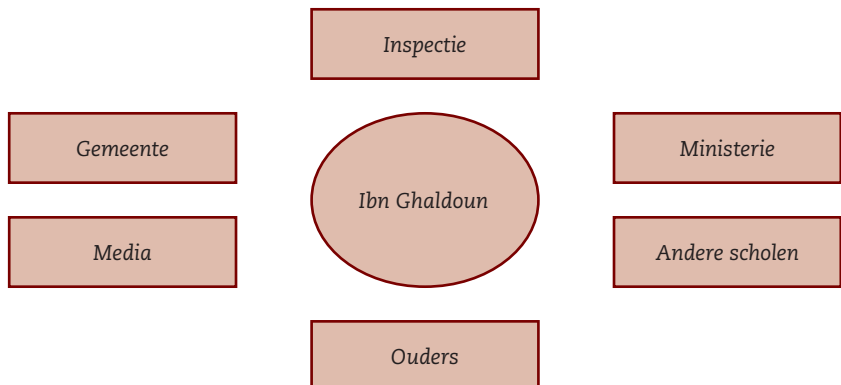 Inspectie
Gemeente
Ministerie
Ibn Ghaldoun
Media
Andere scholen
Ouders